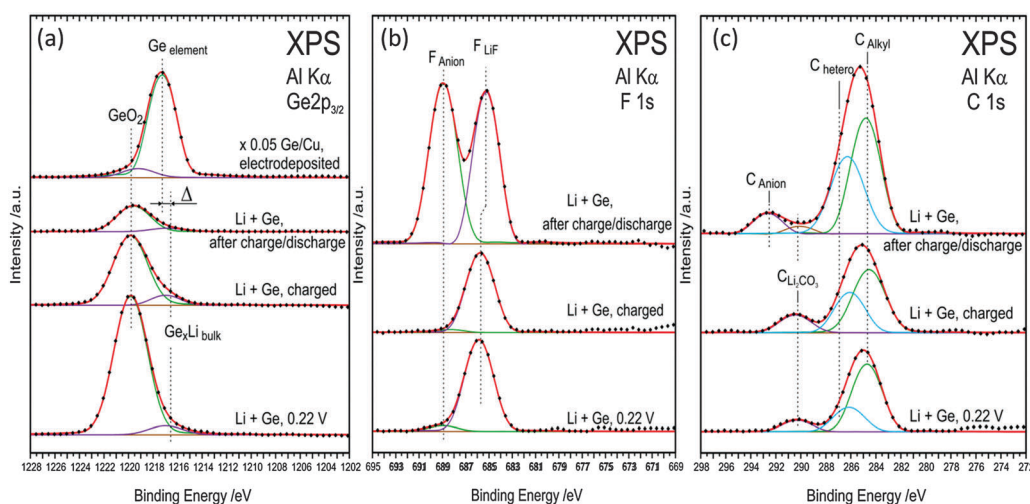 (a)
XPS
Al Kα
Ge2p3/2
Ge element
GeO2
x 0.05 Ge/Cu,
electrodeposited
Δ
Li + Ge,
after charge/discharge
Li + Ge, charged
GexLi bulk
Li + Ge, 0.22 V
Intensity /a.u.
Intensity /a.u.
1228 1226 1224 1222 1220 1218 1216 1214 1212 1210 1208 1206 1204 1202
Binding Energy /eV
(b)
XPS
Al Kα
F 1s
F Anion
F LiF
Li + Ge,
after charge/discharge
Li + Ge, charged
Li + Ge, 0.22 V
Intensity /a.u.
695 693 691 689 687 685 683 681 679 677 675 673 671 669
Binding Energy /eV
(c)
XPS
Al Kα
C 1s
C Alkyl
C hetero
C Anion
Li + Ge,
after charge/discharge
CLi2CO3
Li + Ge, charged
Li + Ge, 0.22 V
298 296 294 292 290 288 286 284 282 280 278 276 274 272
Binding Energy /eV